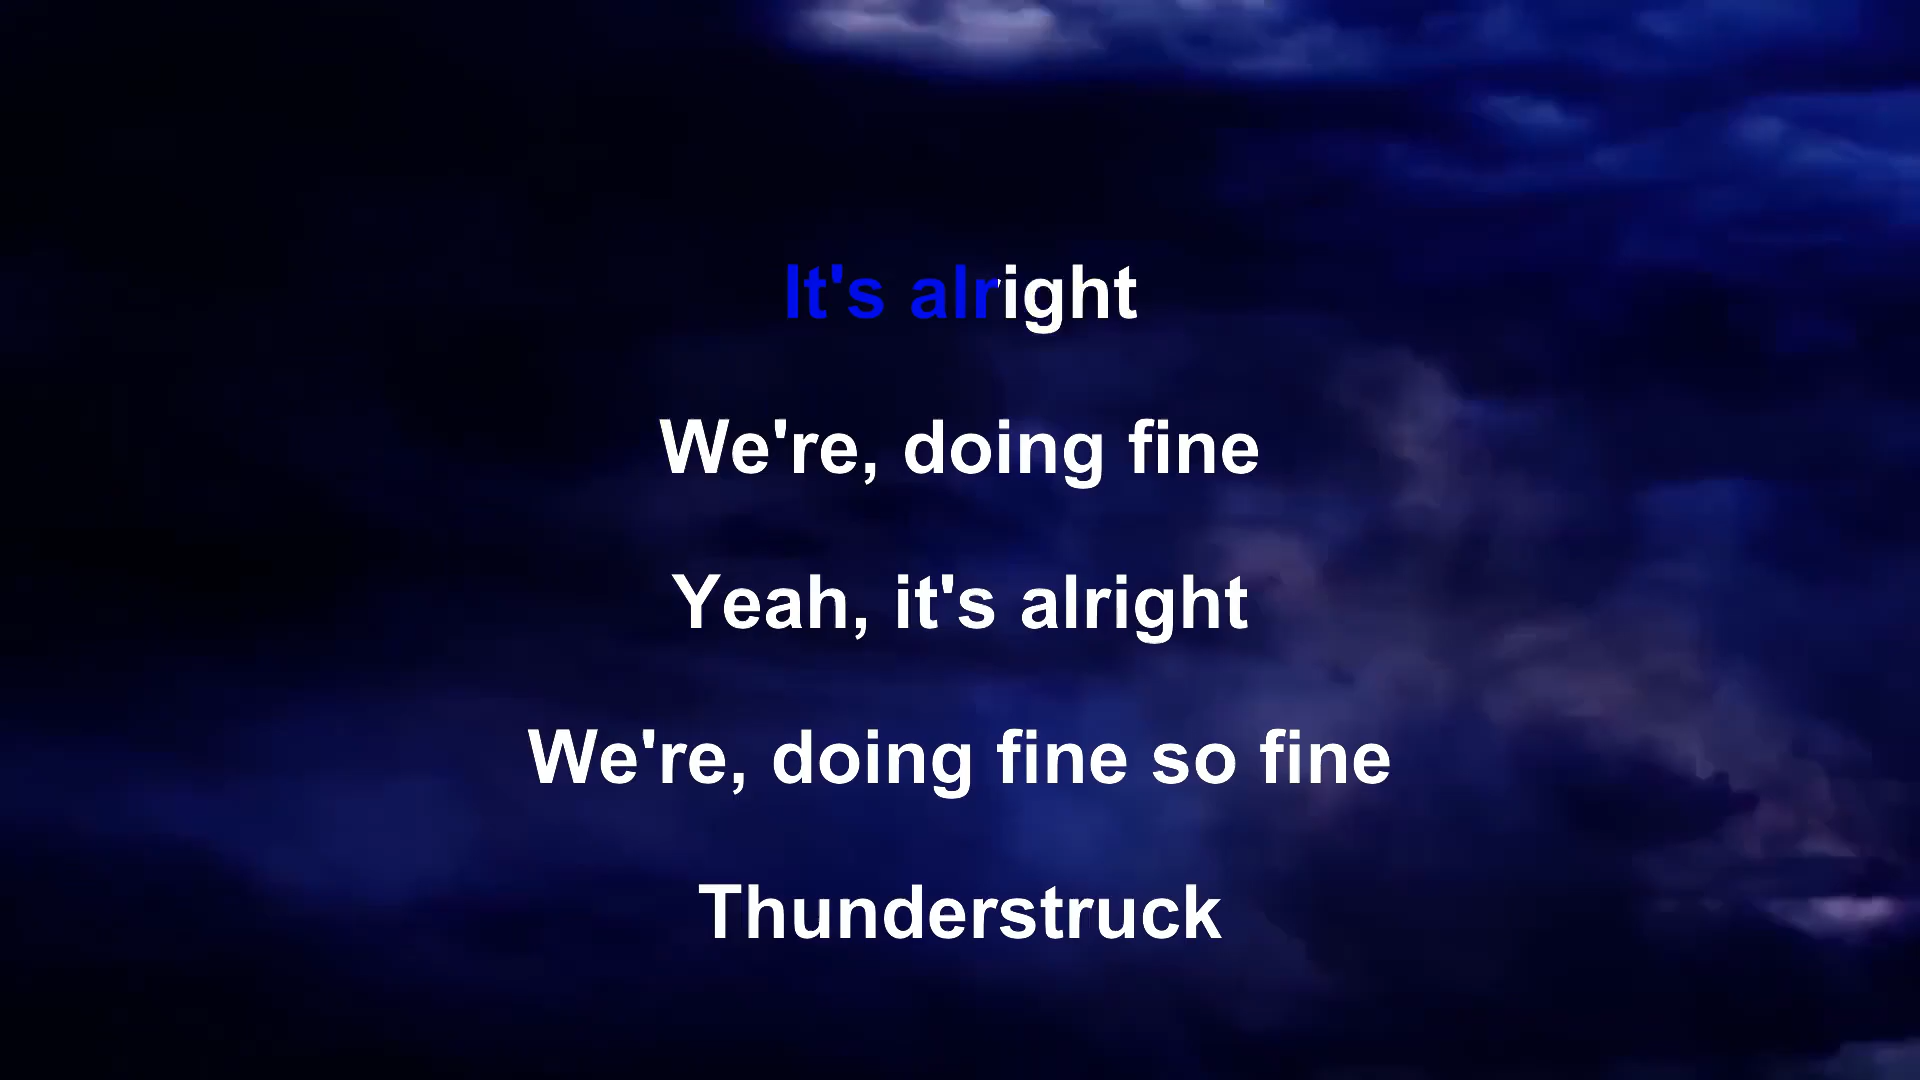 It's alright
We're, doing fine
Yeah, it's alright
We're, doing fine so fine
Thunderstruck